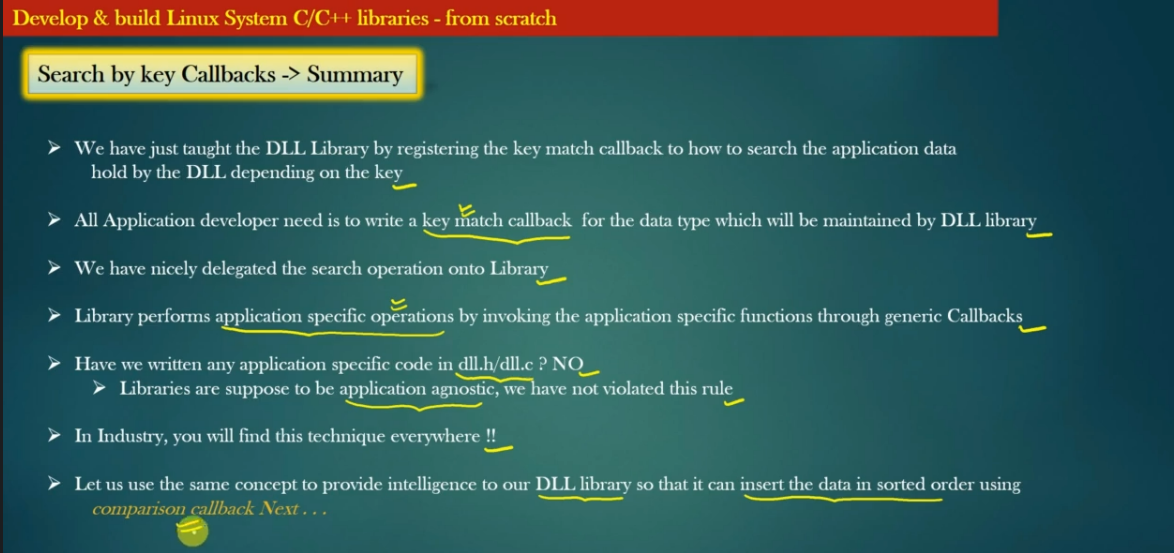 Develop & build Linux System C/C++ libraries - from scratch
Search by key Callbacks -> Summary
➤ We have just taught the DLL Library by registering the key match callback to how to search the application data
hold by the DLL depending on the key
➤ All Application developer need is to write a key match callback for the data type which will be maintained by DLL library
➤ We have nicely delegated the search operation onto Library
➤ Library performs application specific operations by invoking the application specific functions through generic Callbacks
➤ Have we written any application specific code in dll.h/dll.c ? NO
➤ Libraries are suppose to be application agnostic, we have not violated this rule
➤ In Industry, you will find this technique everywhere !!
➤ Let us use the same concept to provide intelligence to our DLL library so that it can insert the data in sorted order using
comparison callback Next . . .